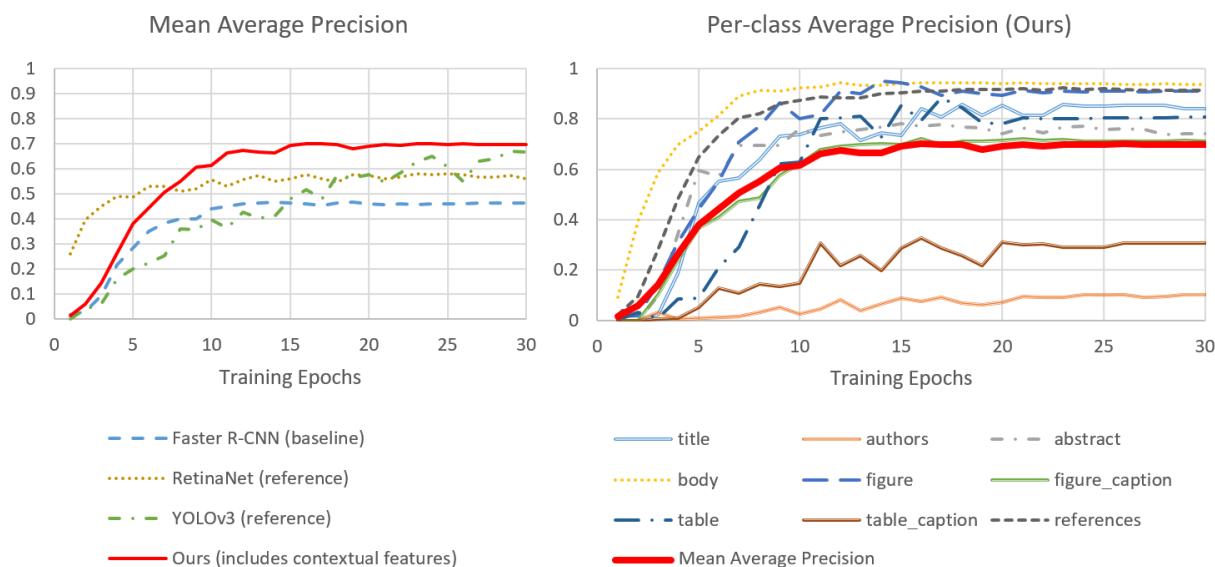 Mean Average Precision
1
0.9
0.8
0.7
0.6
0.5
0.4
0.3
0.2
0.1
0
0 5 10 15 20 25 30
Training Epochs
Faster R-CNN (baseline)
RetinaNet (reference)
YOLOv3 (reference)
Ours (includes contextual features)
Per-class Average Precision (Ours)
1
0.8
0.6
0.4
0.2
0
0 5 10 15 20 25 30
Training Epochs
title authors abstract
body figure figure_caption
table table_caption references
Mean Average Precision